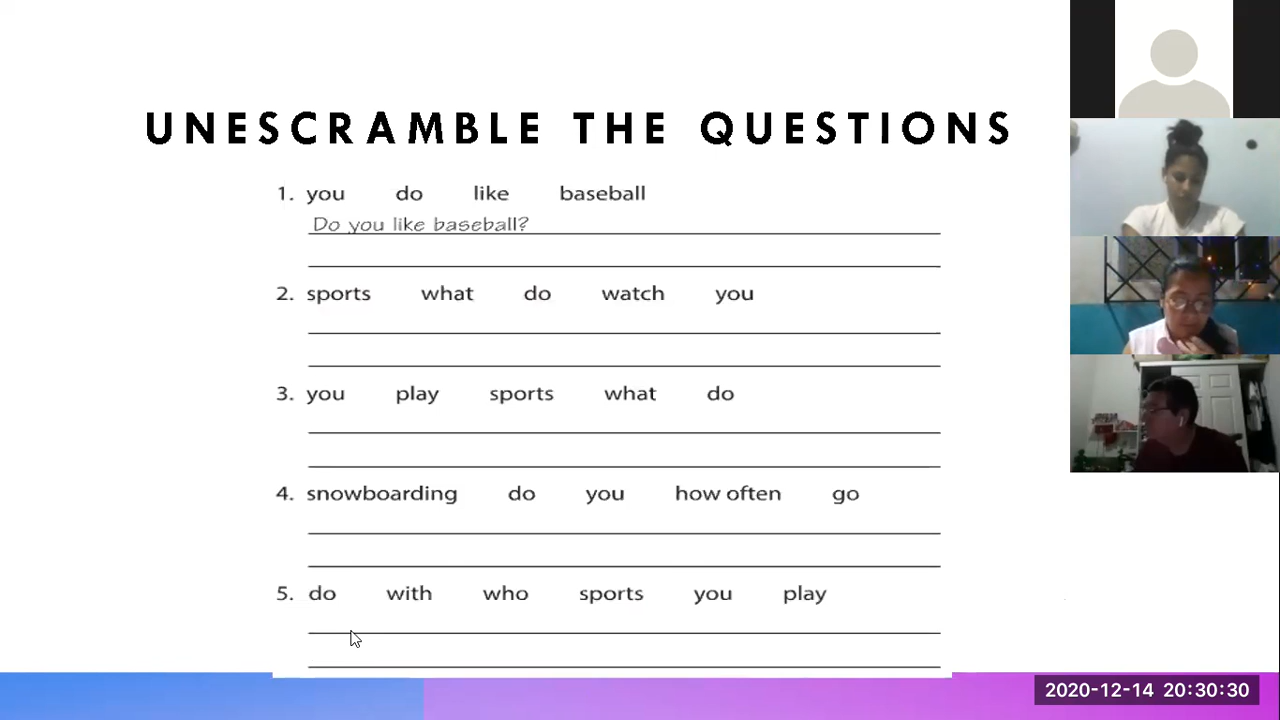 UNESCRAMBLE THE QUESTIONS
1. you do like baseball
Do you like baseball?
2. sports what do watch you
3. you play sports what do
4. snowboarding do you how often go
5. do with who sports you play
2020-12-14 20:30:30